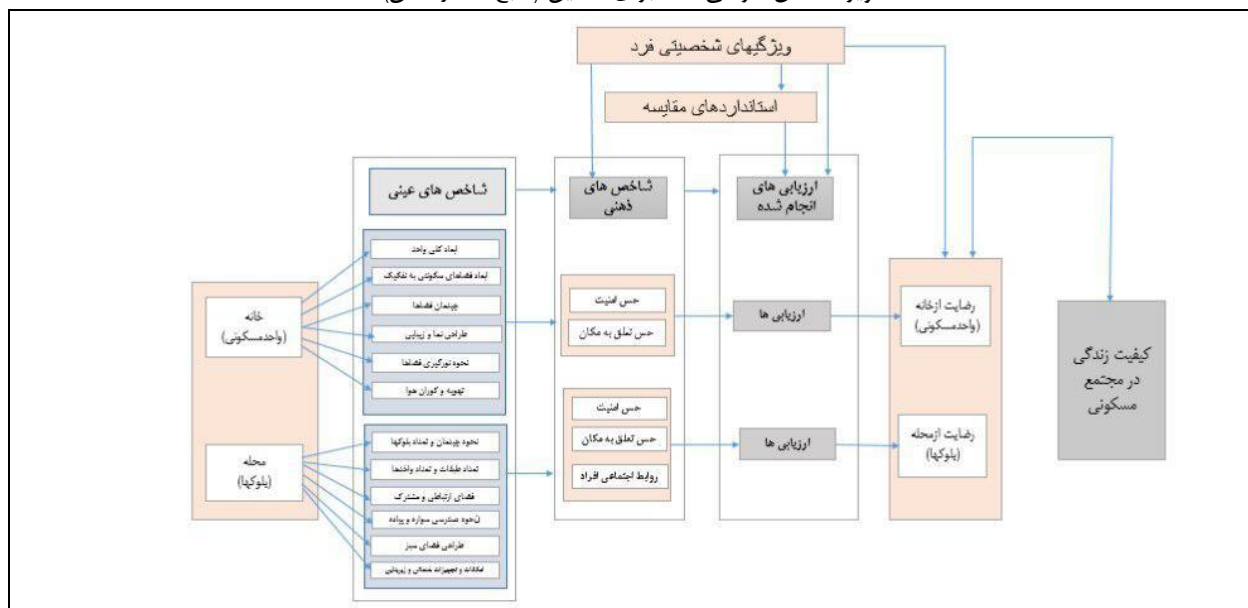 ویژگیهای شخصیتی فرد
استانداردهای مقایسه
شاخص های عینی
شاخص های
ذهنی
ارزیابی های
انجام شده
خانه
(واحدمسکونی)
ابعاد کلی واحد
ابعاد فضاهای سکونتی به تفکیک
چیدمان فضاها
طراحی نما و زیبایی
نحوه نورگیری فضاها
تهویه و کوران هوا
حس امنیت
حس تعلق به مکان
ارزیابی ها
رضایت ازخانه
(واحدمسکونی)
محله
(بلوکها)
نحوه چیدمان و تعداد بلوکها
تعداد طبقات و تعداد واحدها
فضای ارتباطی و مشترک
نحوه دسترسی سواره و پیاده
طراحی فضای سبز
امکانات و تجهیزات خدماتی و زیربنایی
حس امنیت
حس تعلق به مکان
روابط اجتماعی افراد
ارزیابی ها
رضایت ازمحله
(بلوکها)
کیفیت زندگی
در مجتمع
مسکونی